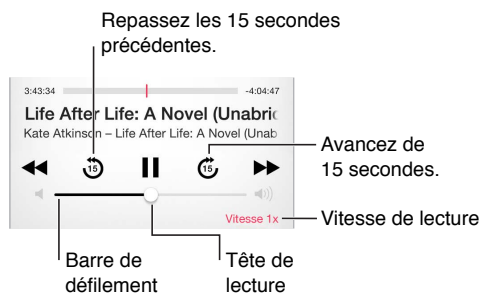 Repassez les 15 secondes
précédentes.
3:43:34 -4:04:47
Life After Life: A Novel (Unabric
Kate Atkinson – Life After Life: A Novel (Unab
15 15
Avancez de
15 secondes.
Vitesse 1x
Vitesse de lecture
Barre de
défilement
Tête de
lecture